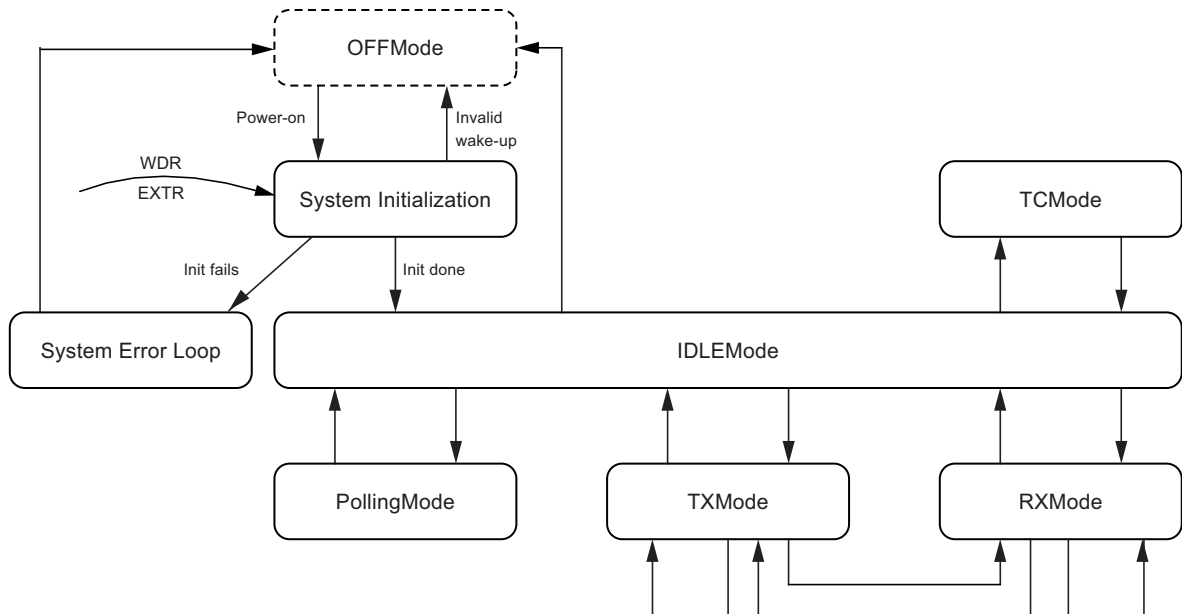 OFFMode
Power-on
Invalid
wake-up
WDR
EXTR
System Initialization
TCMode
Init fails
Init done
System Error Loop
IDLEMode
PollingMode
TXMode
RXMode